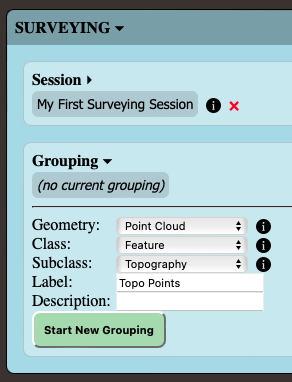 SURVEYING
Session
My First Surveying Session
Grouping
(no current grouping)
Geometry: Point Cloud
Class: Feature
Subclass: Topography
Label: Topo Points
Description:
Start New Grouping